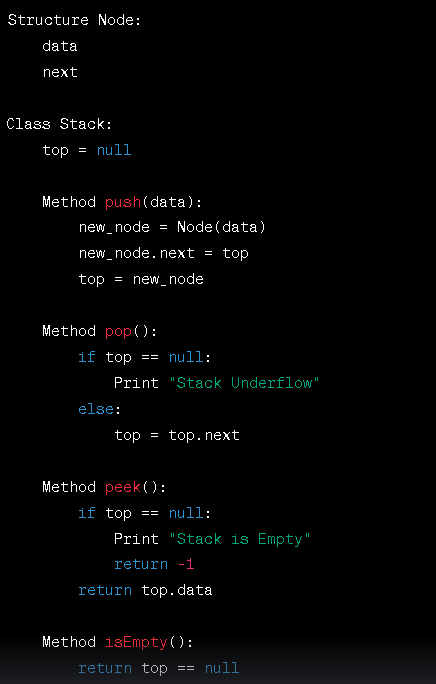 Structure Node:
    data
    next

Class Stack:
    top = null

    Method push(data):
        new_node = Node(data)
        new_node.next = top
        top = new_node

    Method pop():
        if top == null:
            Print "Stack Underflow"
        else:
            top = top.next

    Method peek():
        if top == null:
            Print "Stack is Empty"
            return -1
        return top.data

    Method isEmpty():
        return top == null